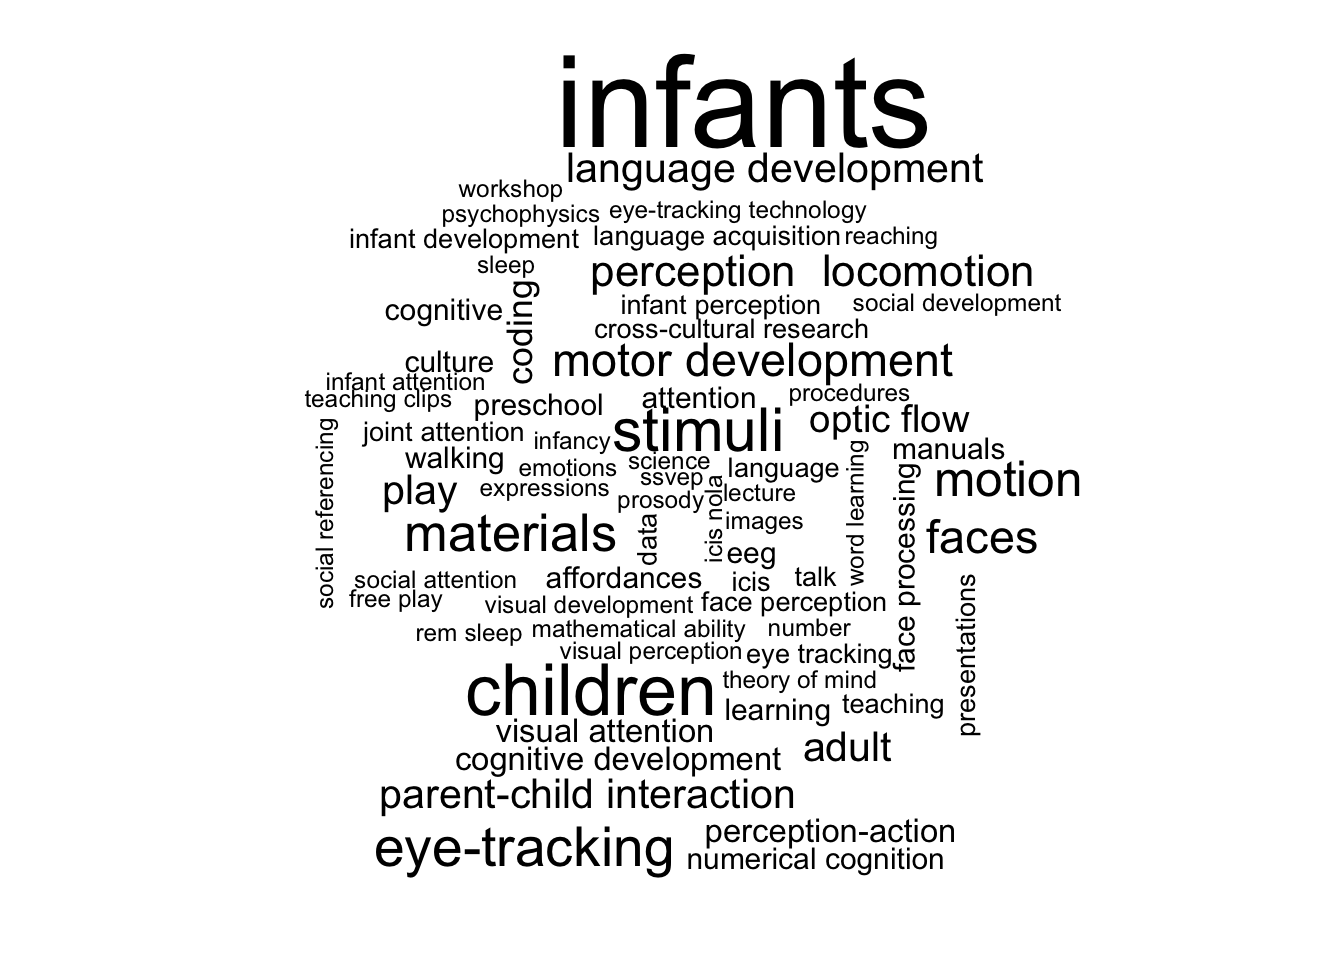 infants
language development
workshop
psychophysics
eye-tracking technology
infant development
language acquisition
reaching
sleep
perception
locomotion
cognitive
coding
infant perception
social development
cross-cultural research
culture
motor development
infant attention
teaching clips
preschool
attention
procedures
stimuli
optic flow
social referencing
joint attention
infancy
walking
emotions
science
language
word learning
manuals
play
expressions
ssvep
prosody
lecture
icis nola
face processing
motion
materials
data
images
eeg
faces
social attention
affordances
icis
talk
free play
visual development
face perception
presentations
rem sleep
mathematical ability
number
visual perception
eye tracking
children
theory of mind
learning
teaching
visual attention
cognitive development
adult
parent-child interaction
eye-tracking
perception-action
numerical cognition